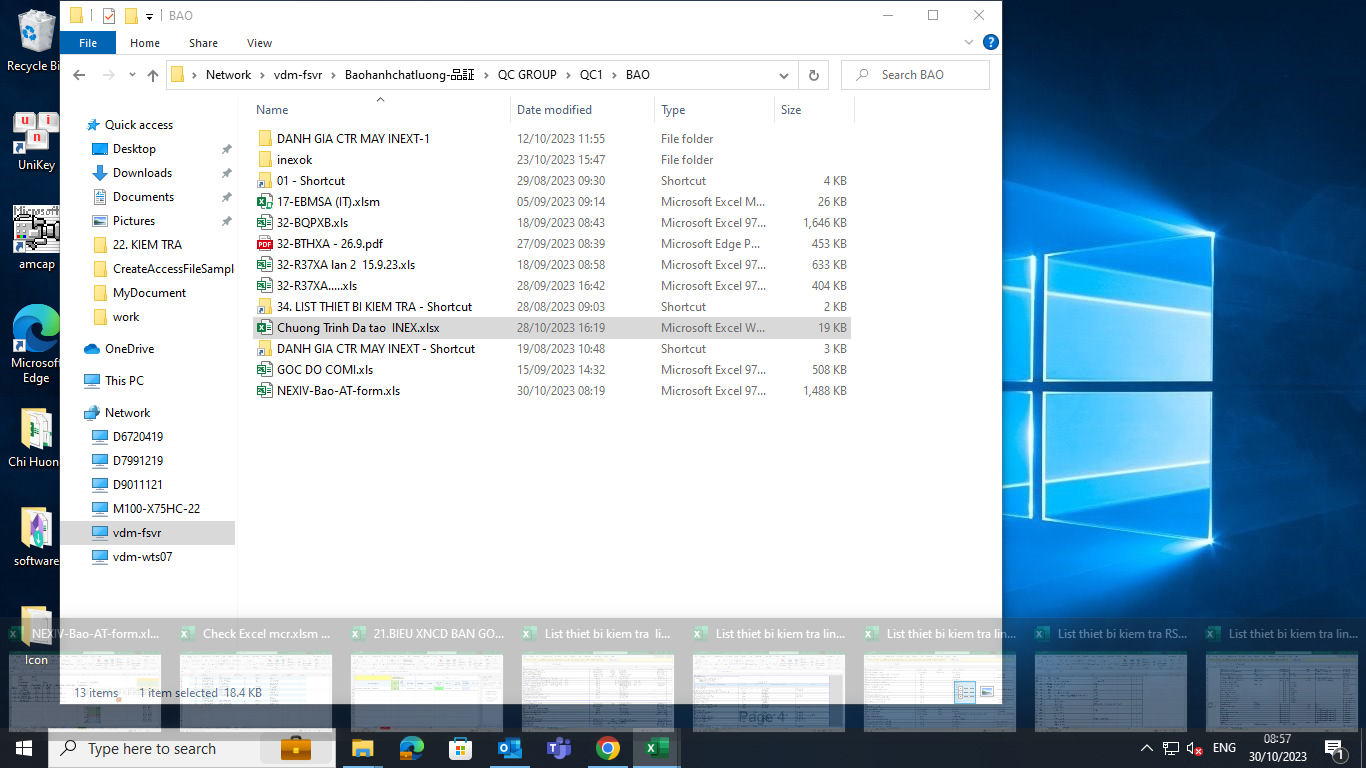 BAO
File
Home
Share
View
Network
vdm-fsvr
Baohanhchatluong-品証
QC GROUP
QC1
BAO
Search BAO
Recycle Bi
UniKey
amcap
Microsoft
Edge
Chi Huon
software
Icon
Quick access
Desktop
Downloads
Documents
Pictures
22. KIEM TRA
CreateAccessFileSampl
MyDocument
work
OneDrive
This PC
Network
D6720419
D7991219
D9011121
M100-X75HC-22
vdm-fsvr
vdm-wts07
Name Date modified Type Size
DANH GIA CTR MAY INEXT-1 12/10/2023 11:55 File folder
inexok 23/10/2023 15:47 File folder
01 - Shortcut 29/08/2023 09:30 Shortcut 4 KB
17-EBMSA (IT).xlsm 05/09/2023 09:14 Microsoft Excel M... 26 KB
32-BQPXB.xls 18/09/2023 08:43 Microsoft Excel 97... 1,646 KB
32-BTHXA - 26.9.pdf 27/09/2023 08:39 Microsoft Edge P... 453 KB
32-R37XA lan 2  15.9.23.xls 18/09/2023 08:58 Microsoft Excel 97... 633 KB
32-R37XA.....xls 28/09/2023 16:42 Microsoft Excel 97... 404 KB
34. LIST THIET BI KIEM TRA - Shortcut 28/08/2023 09:03 Shortcut 2 KB
Chuong Trinh Da tao  INEX.xlsx 28/10/2023 16:19 Microsoft Excel W... 19 KB
DANH GIA CTR MAY INEXT - Shortcut 19/08/2023 10:48 Shortcut 3 KB
GOC DO COMI.xls 15/09/2023 14:32 Microsoft Excel 97... 508 KB
NEXIV-Bao-AT-form.xls 30/10/2023 08:19 Microsoft Excel 97... 1,488 KB
NEXIV-Bao-AT-form.xl...
Check Excel mcr.xlsm ...
21.BIEU XNCD BAN GO...
List thiet bi kiem tra  li...
List thiet bi kiem tra lin...
List thiet bi kiem tra lin...
List thiet bi kiem tra RS...
List thiet bi kiem tra lin...
13 items
1 item selected  18.4 KB
Page 4
Type here to search
ENG
08:57
30/10/2023
1